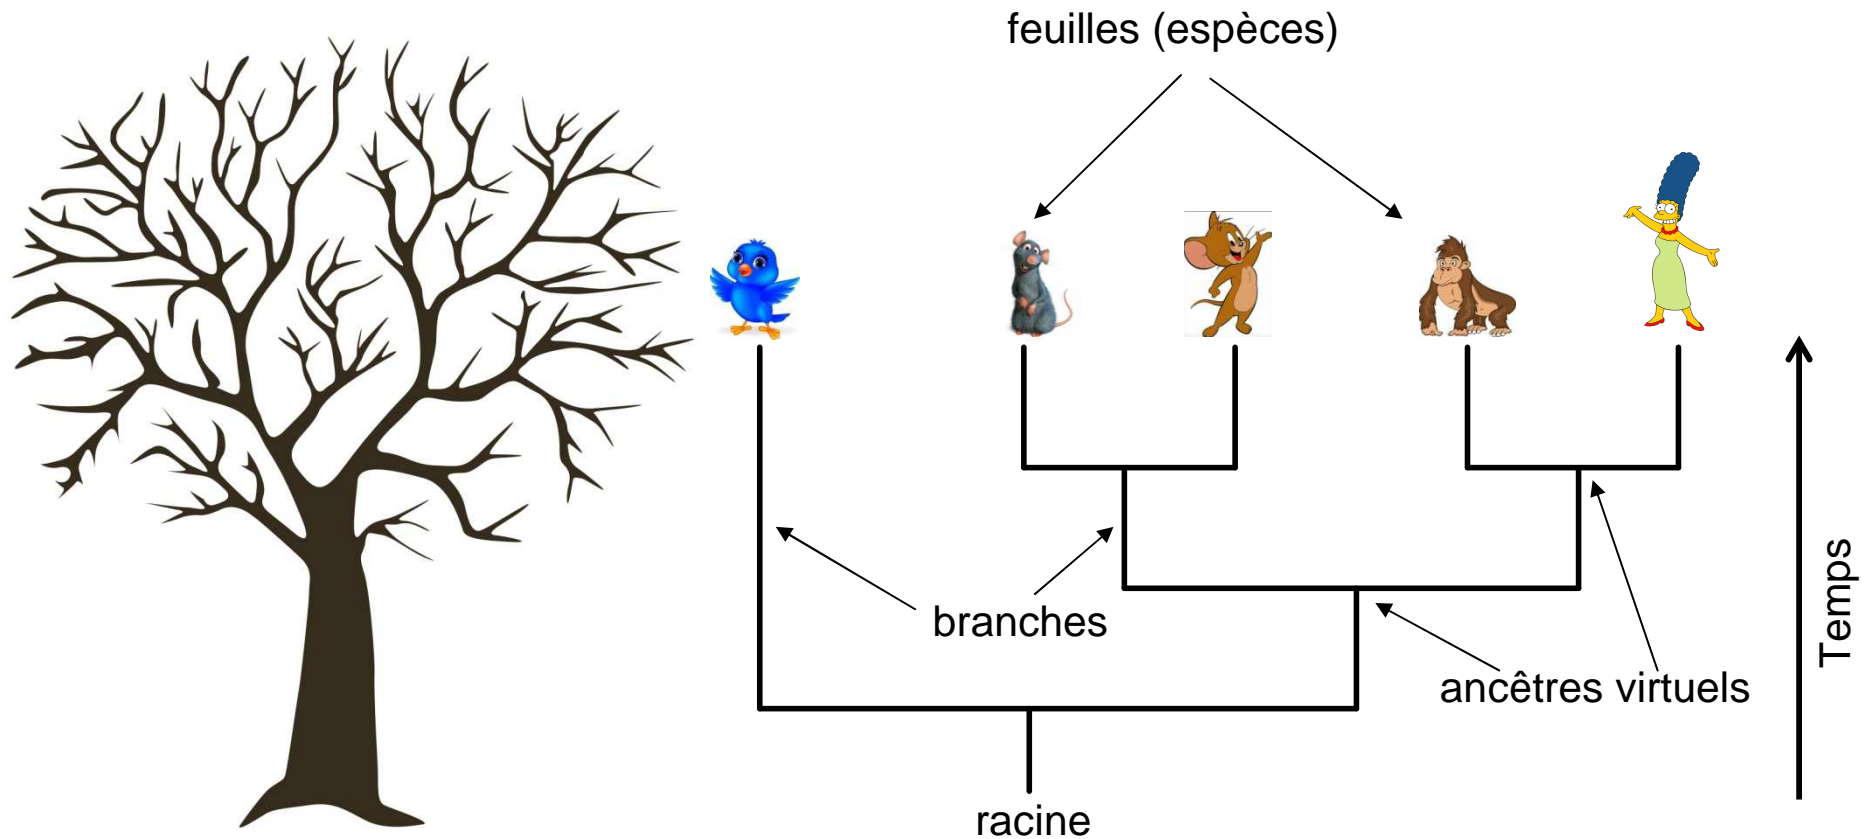 feuilles (espèces)
branches
ancêtres virtuels
Temps
racine